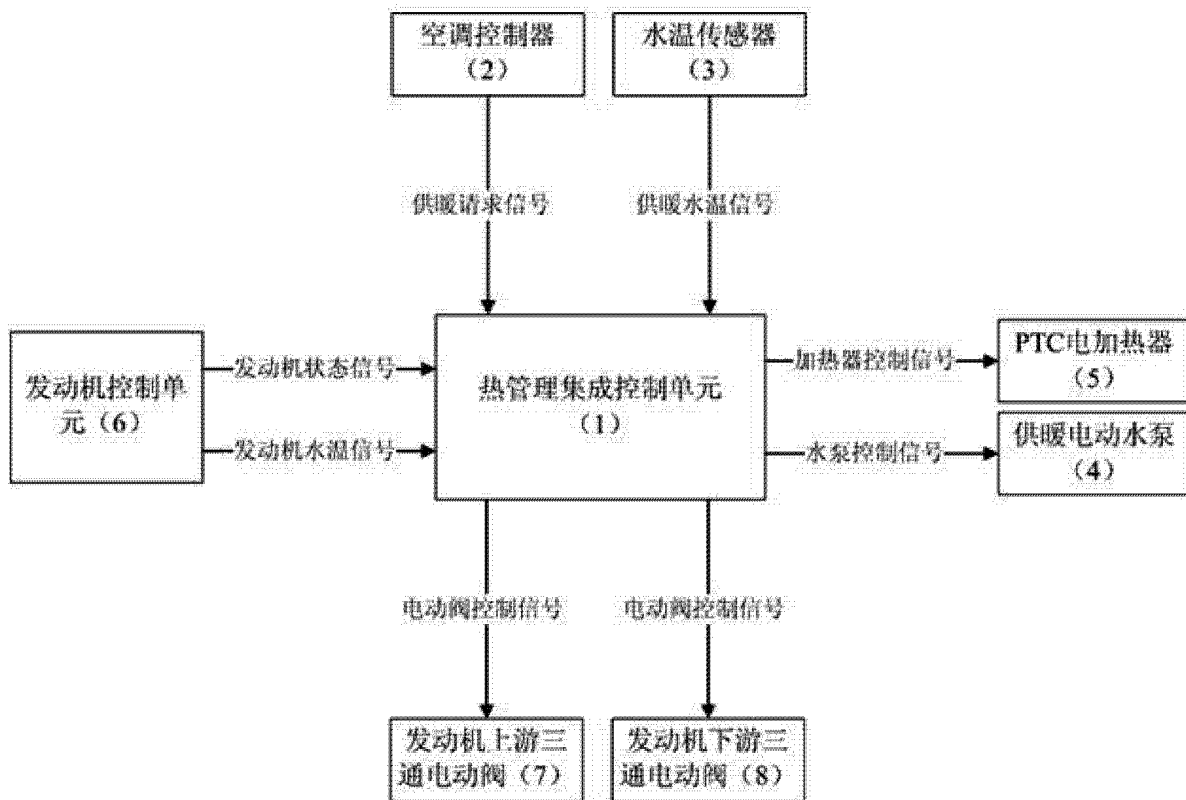 空调控制器
（2）
水温传感器
（3）
供暖请求信号
供暖水温信号
发动机控制单
元（6）
发动机状态信号
发动机水温信号
热管理集成控制单元
（1）
加热器控制信号
水泵控制信号
PTC电加热器
（5）
供暖电动水泵
（4）
电动阀控制信号
电动阀控制信号
发动机上游三
通电动阀（7）
发动机下游三
通电动阀（8）